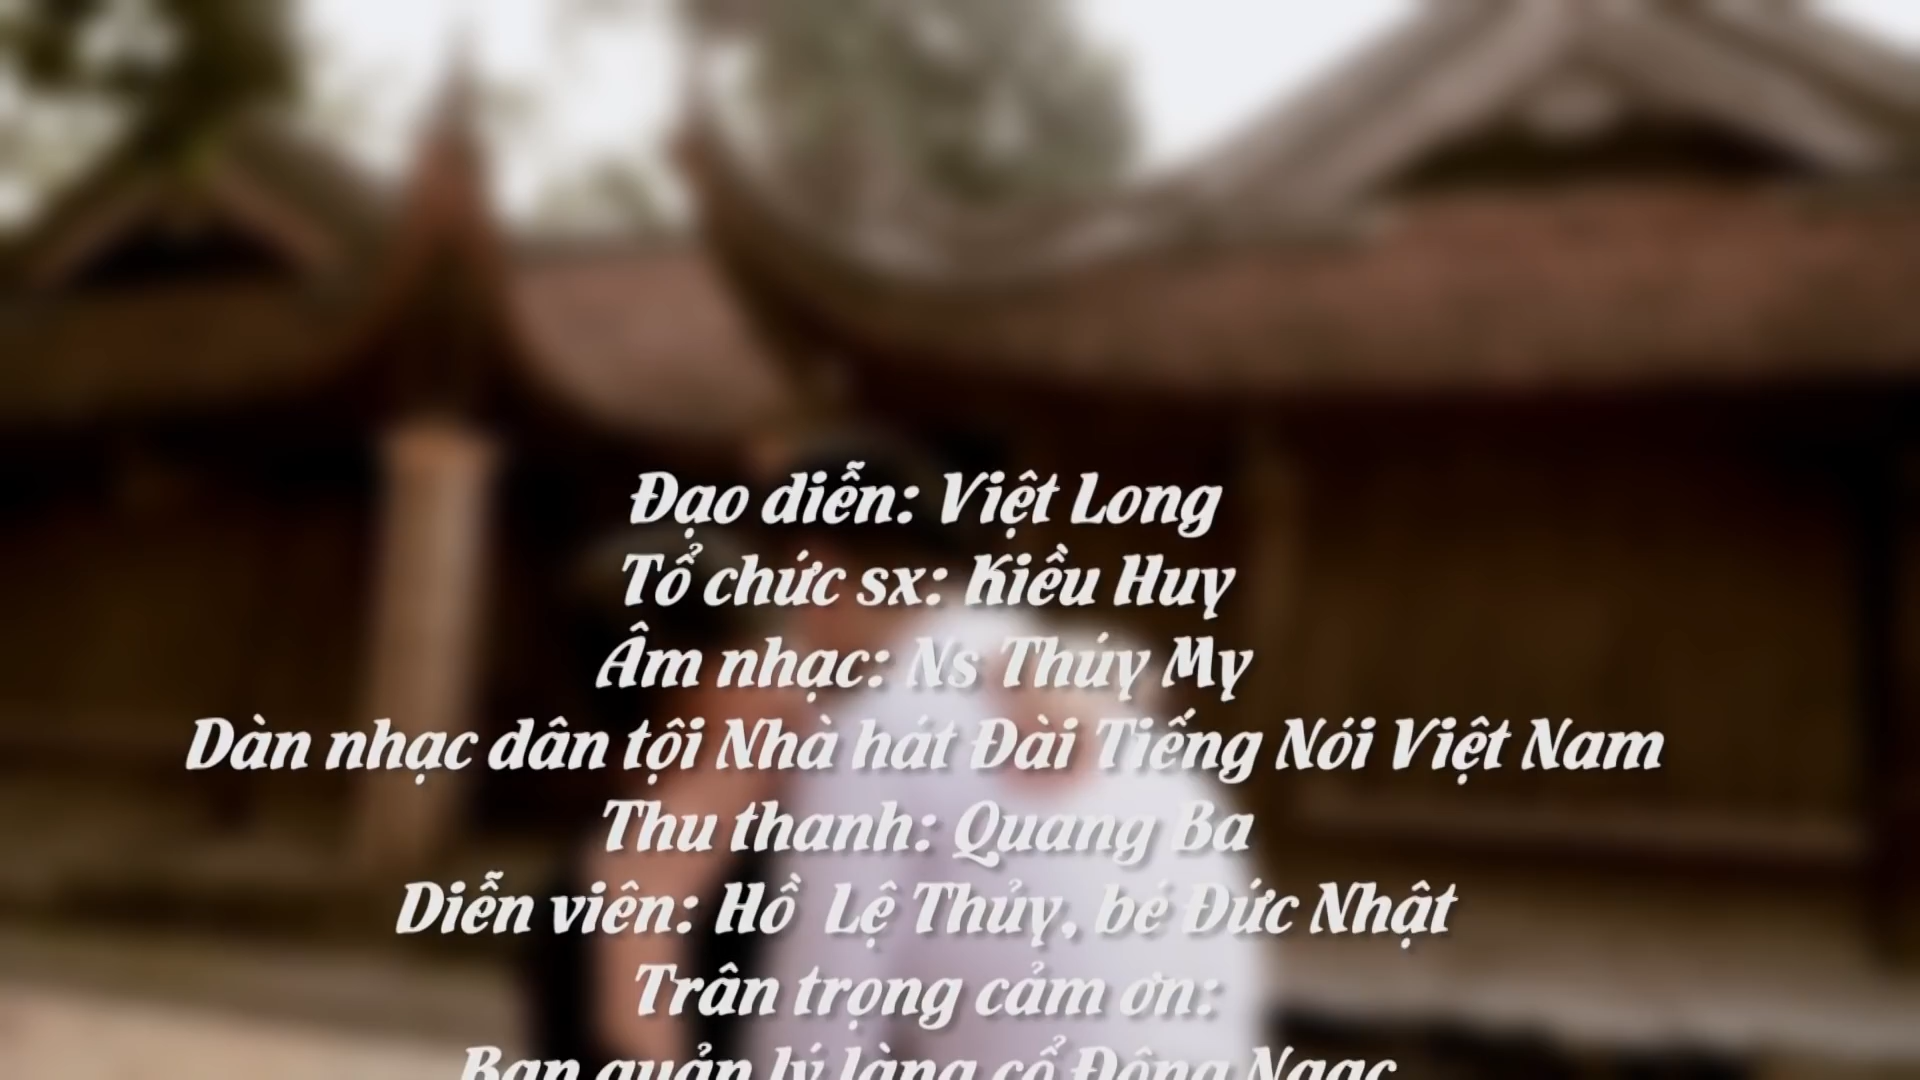 Đạo diễn: Việt Long
Tổ chức sx: Kiều Huy
Âm nhạc: Ns Thúy My
Dàn nhạc dân tội Nhà hát Đài Tiếng Nói Việt Nam
Thu thanh: Quang Ba
Diễn viên: Hồ Lệ Thủy, bé Đức Nhật
Trân trọng cảm ơn:
Ban quản lý làng cổ Đông Ngạc